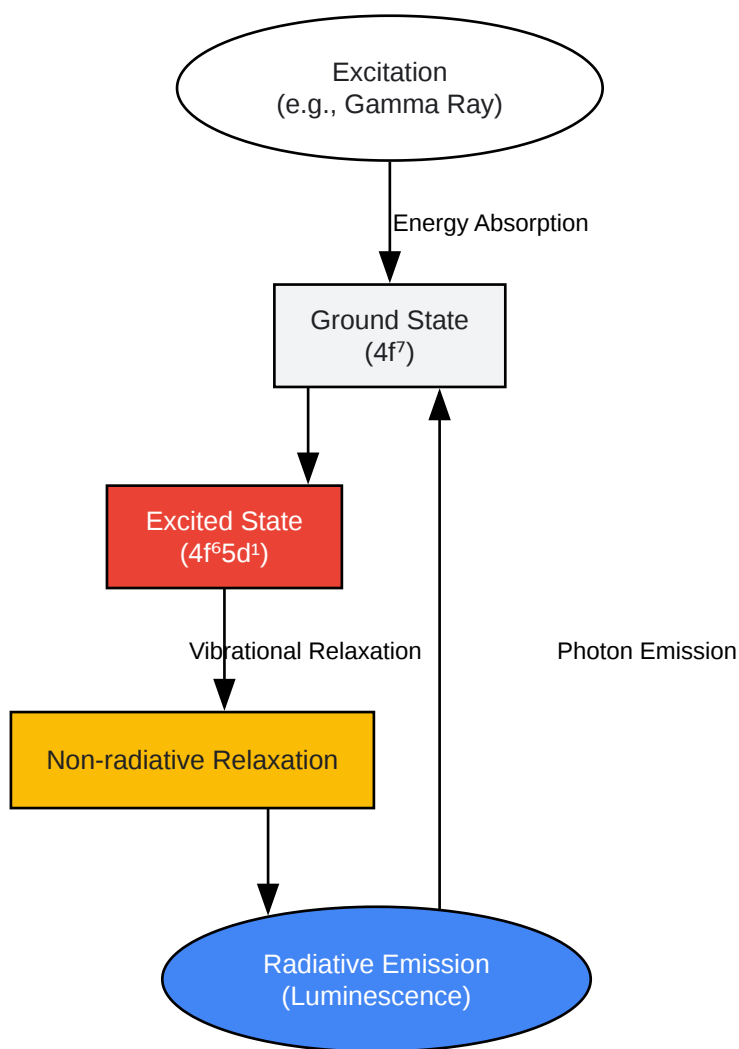 Excitation
(e.g., Gamma Ray)
Energy Absorption
Ground State
(4f⁷)
Excited State
(4f⁶5d¹)
Vibrational Relaxation
Photon Emission
Non-radiative Relaxation
Radiative Emission
(Luminescence)